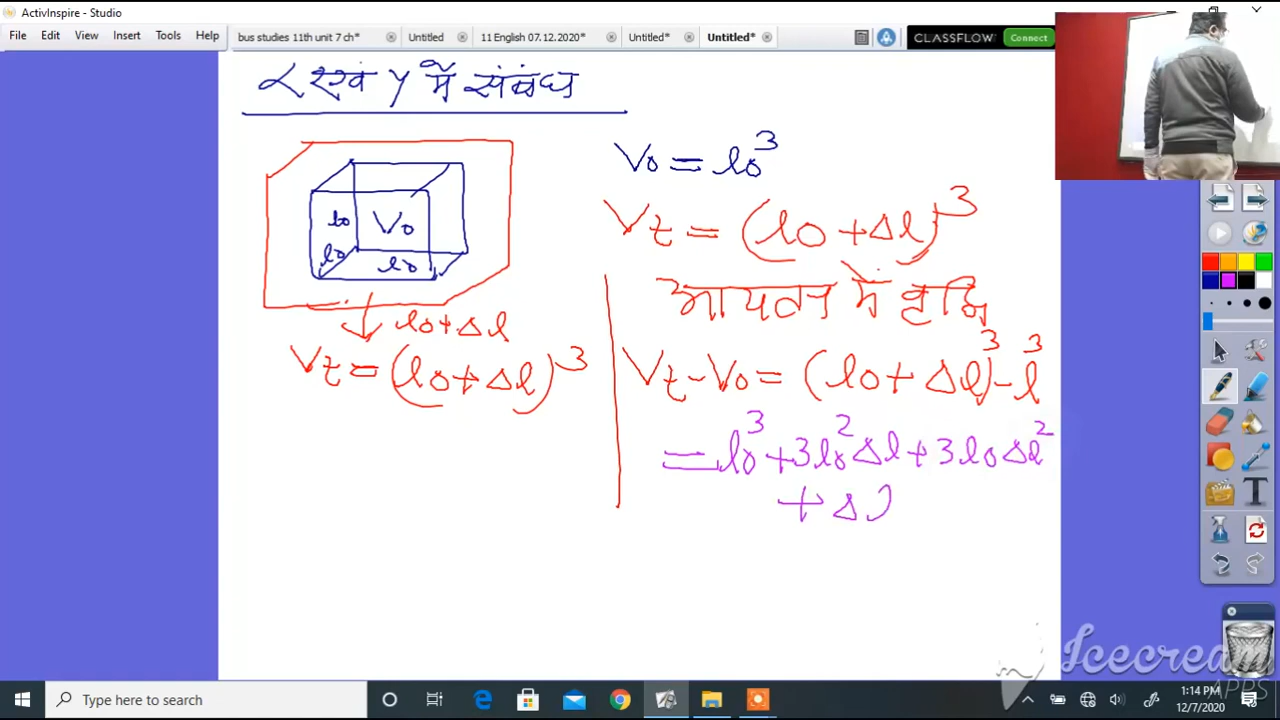 ActivInspire - Studio
File Edit View Insert Tools Help
bus studies 11th unit 7 ch* Untitled 11 English 07.12.2020* Untitled* Untitled*
CLASSFLOW Connect
α एवं γ में संबंध
V₀ = l₀³
l₀ V₀
l₀ l₀
Vt = (l₀ + Δl)³
आयतन में वृद्धि
l₀ + Δl
Vt = (l₀ + Δl)³
Vt - V₀ = (l₀ + Δl)³ - l³
= l₀³ + 3l₀²Δl + 3l₀Δl²
+ Δ
Icecream
APPS
Type here to search
1:14 PM
12/7/2020